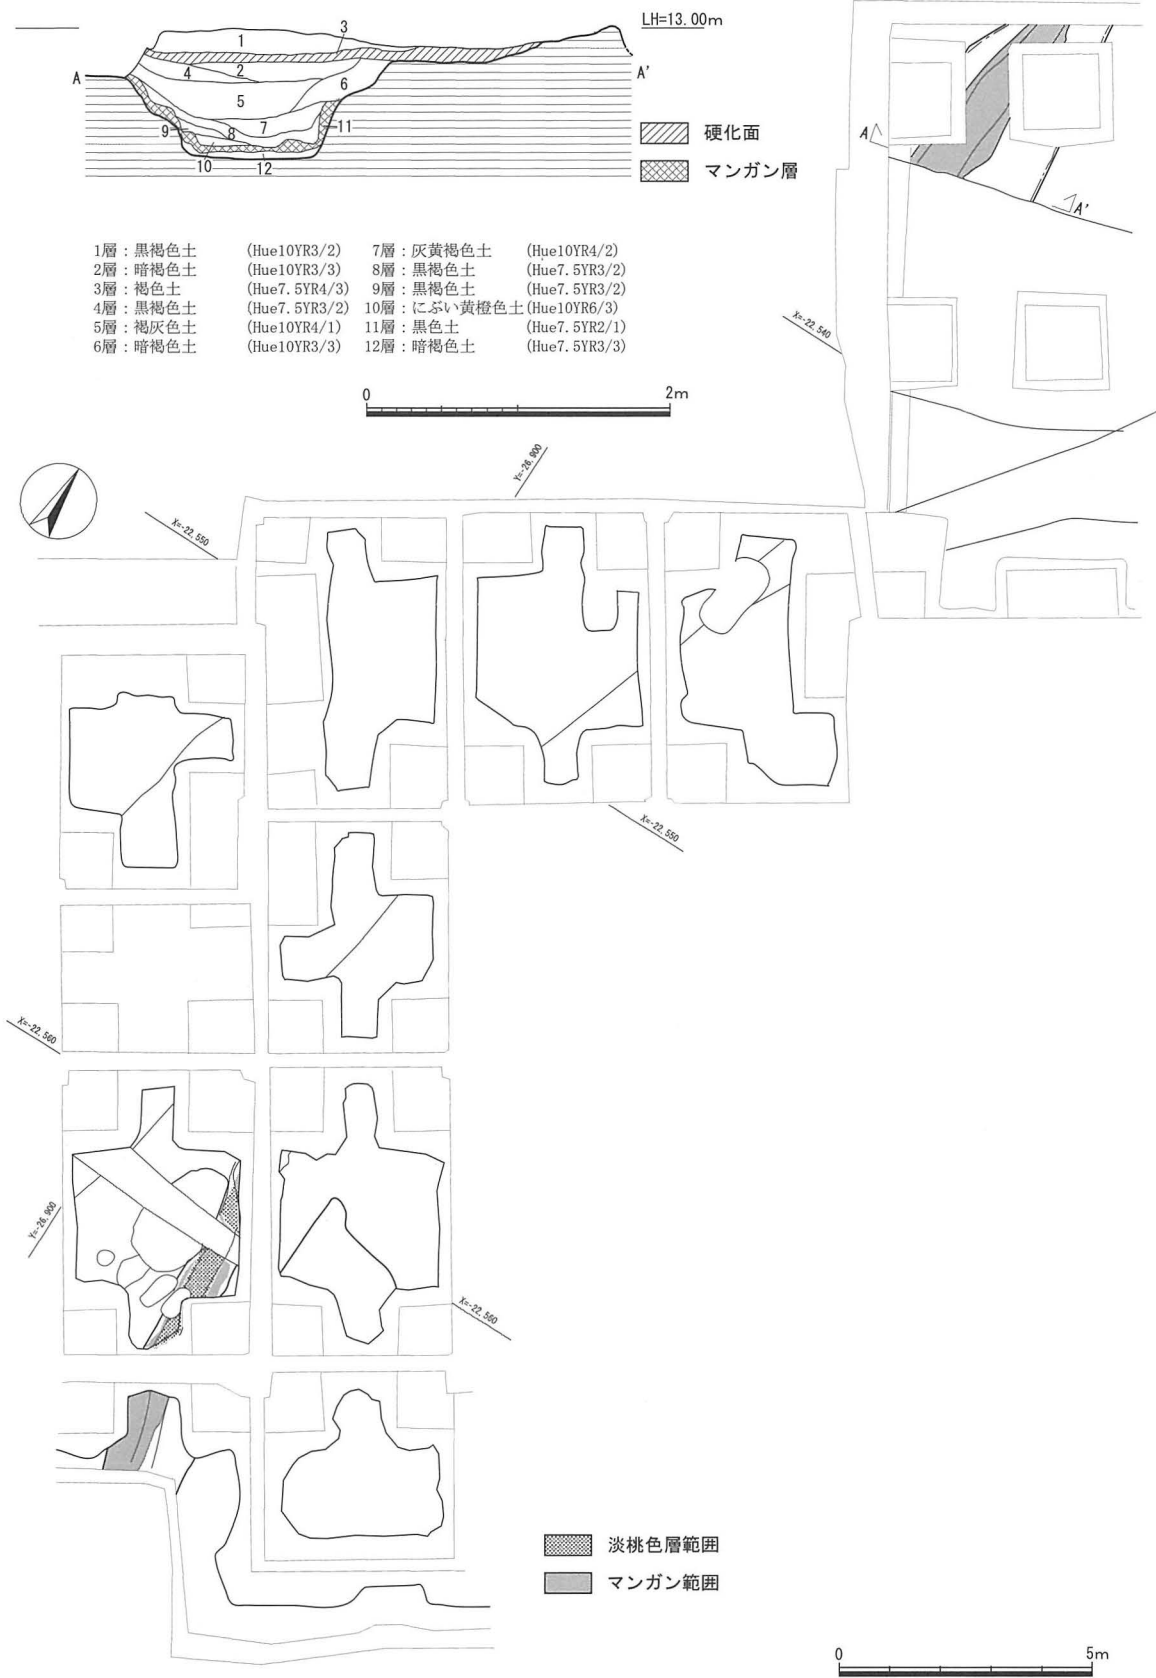 LH=13.00m
1
3
2
4
6
A
A'
5
7
9
8
11
10
12
硬化面
マンガン層
A
A'
1層：黒褐色土 (Hue10YR3/2) 7層：灰黄褐色土 (Hue10YR4/2)
2層：暗褐色土 (Hue10YR3/3) 8層：黒褐色土 (Hue7.5YR3/2)
3層：褐色土 (Hue7.5YR4/3) 9層：黒褐色土 (Hue7.5YR3/2)
4層：黒褐色土 (Hue7.5YR3/2) 10層：にぶい黄橙色土(Hue10YR6/3)
5層：褐灰色土 (Hue10YR4/1) 11層：黒色土 (Hue7.5YR2/1)
6層：暗褐色土 (Hue10YR3/3) 12層：暗褐色土 (Hue7.5YR3/3)
X=-22,540
0 2m
Y=-26,900
X=-22,550
X=-22,550
X=-22,560
Y=-26,900
X=-22,560
淡桃色層範囲
マンガン範囲
0 5m